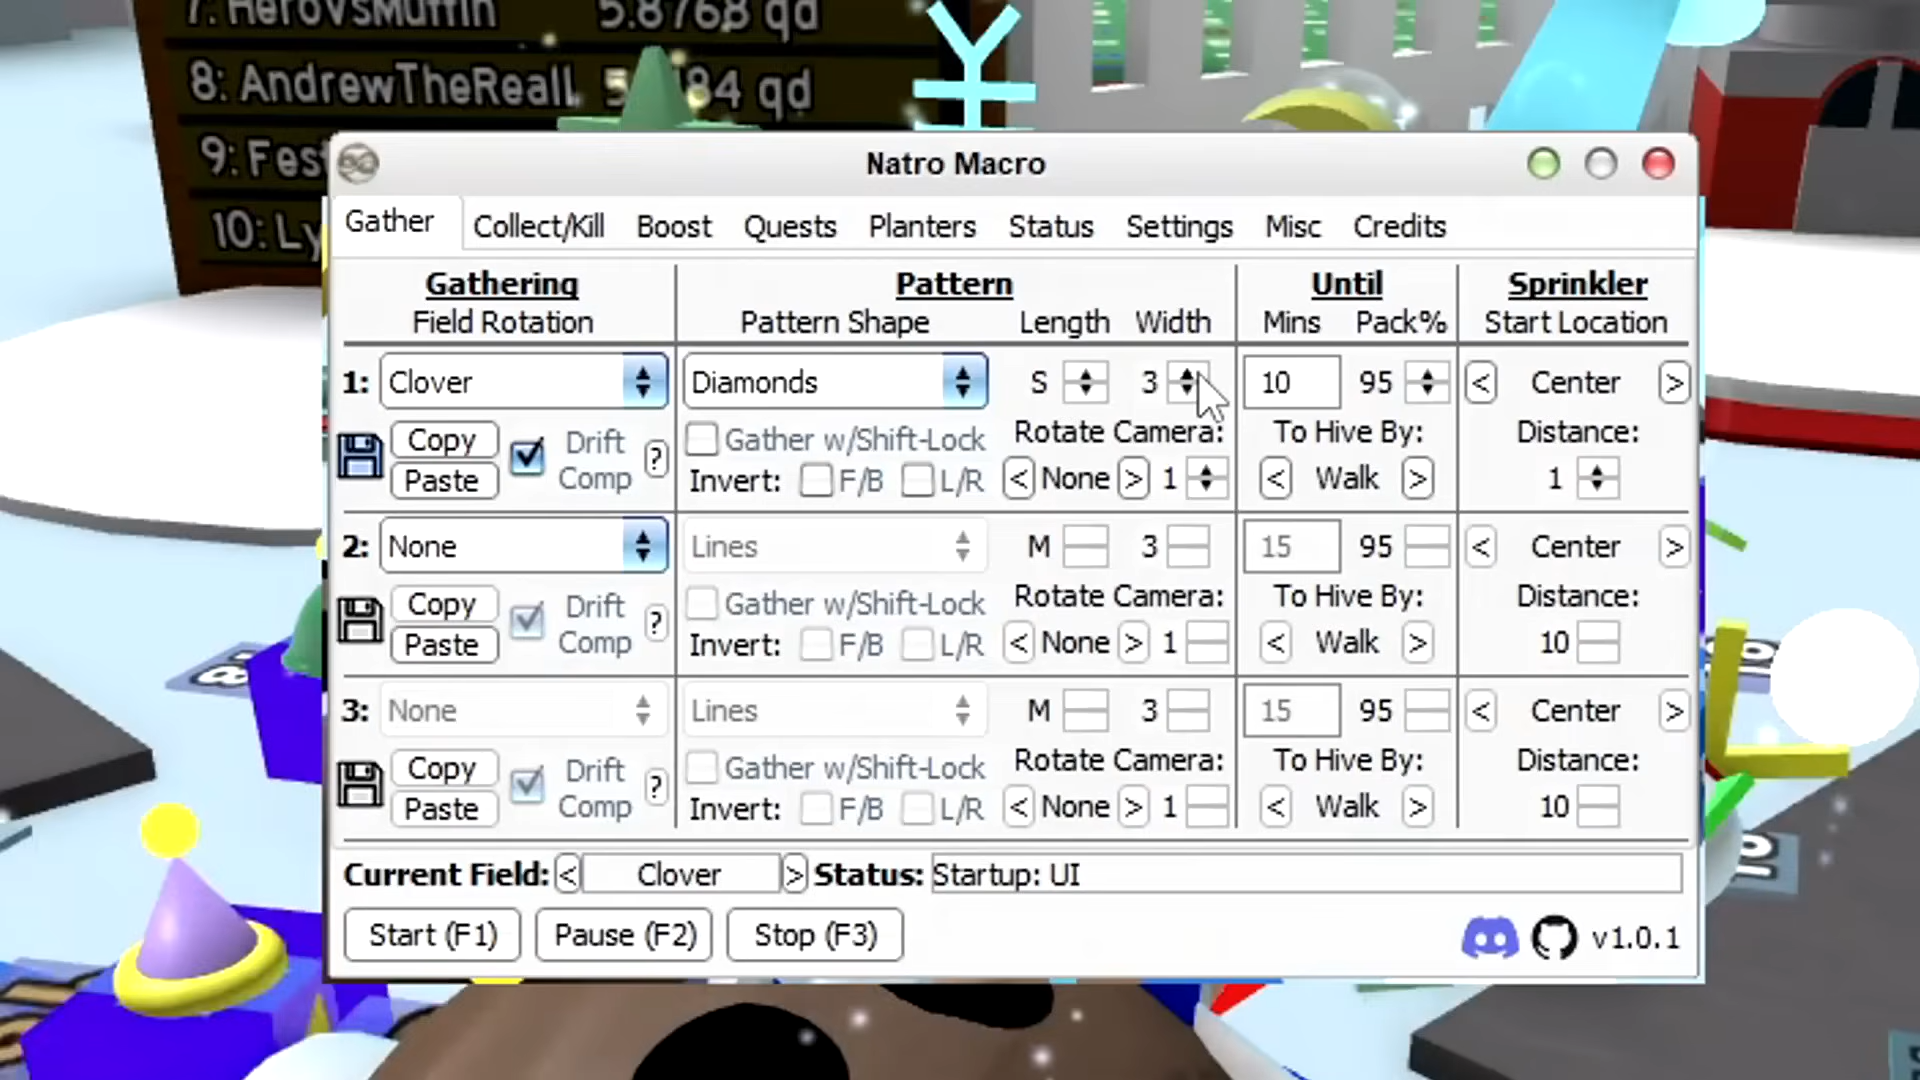 7: HeroVsMuffin 5.8768 qd
8: AndrewTheReall 84 qd
9:
10:
Natro Macro
Gather Collect/Kill Boost Quests Planters Status Settings Misc Credits
Gathering Pattern Until Sprinkler
Field Rotation Pattern Shape Length Width Mins Pack% Start Location
1: Clover Diamonds S 3 10 95 < Center >
Copy Drift Gather w/Shift-Lock Rotate Camera: To Hive By: Distance:
Paste Comp ? Invert: F/B L/R < None > 1 < Walk > 1
2: None Lines M 3 15 95 < Center >
Copy Drift Gather w/Shift-Lock Rotate Camera: To Hive By: Distance:
Paste Comp ? Invert: F/B L/R < None > 1 < Walk > 10
3: None Lines M 3 15 95 < Center >
Copy Drift Gather w/Shift-Lock Rotate Camera: To Hive By: Distance:
Paste Comp ? Invert: F/B L/R < None > 1 < Walk > 10
Current Field: < Clover > Status: Startup: UI
Start (F1) Pause (F2) Stop (F3) v1.0.1